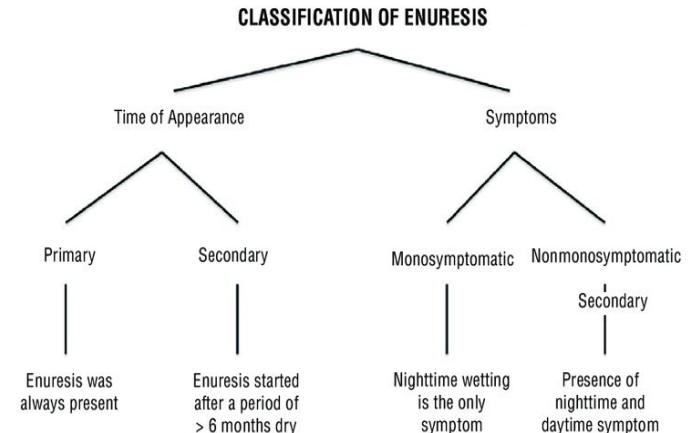 CLASSIFICATION OF ENURESIS
Time of Appearance
Symptoms
Primary
Secondary
Monosymptomatic
Nonmonosymptomatic
Secondary
Enuresis was
always present
Enuresis started
after a period of
> 6 months dry
Nighttime wetting
is the only
symptom
Presence of
nighttime and
daytime symptom